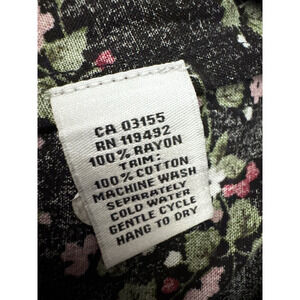 CA 03155
RN 119492
100% RAYON
TRIM:
100% COTTON
MACHINE WASH
SEPARATELY
COLD WATER
GENTLE CYCLE
HANG TO DRY